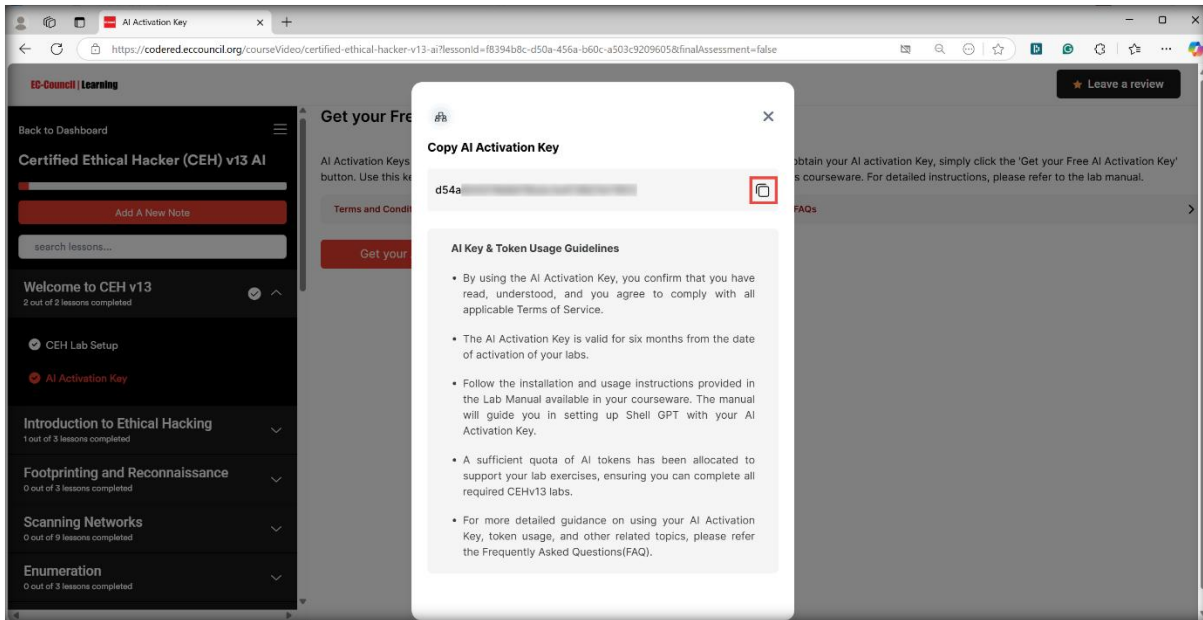 AI Activation Key
https://codered.eccouncil.org/courseVideo/certified-ethical-hacker-v13-ai?lessonId=f8394b8c-d50a-456a-b60c-a503c9209605&finalAssessment=false
EC-Council | Learning
Leave a review
Back to Dashboard
Certified Ethical Hacker (CEH) v13 AI
Add A New Note
search lessons...
Welcome to CEH v13
2 out of 2 lessons completed
CEH Lab Setup
AI Activation Key
Introduction to Ethical Hacking
1 out of 3 lessons completed
Footprinting and Reconnaissance
0 out of 3 lessons completed
Scanning Networks
0 out of 9 lessons completed
Enumeration
0 out of 3 lessons completed
Get your Fre
AI Activation Keys
button. Use this ke
Terms and Condit
Get your
obtain your AI activation Key, simply click the 'Get your Free AI Activation Key'
s courseware. For detailed instructions, please refer to the lab manual.
FAQs
Copy AI Activation Key
d54a
AI Key & Token Usage Guidelines
• By using the AI Activation Key, you confirm that you have
read, understood, and you agree to comply with all
applicable Terms of Service.
• The AI Activation Key is valid for six months from the date
of activation of your labs.
• Follow the installation and usage instructions provided in
the Lab Manual available in your courseware. The manual
will guide you in setting up Shell GPT with your AI
Activation Key.
• A sufficient quota of AI tokens has been allocated to
support your lab exercises, ensuring you can complete all
required CEHv13 labs.
• For more detailed guidance on using your AI Activation
Key, token usage, and other related topics, please refer
the Frequently Asked Questions(FAQ).